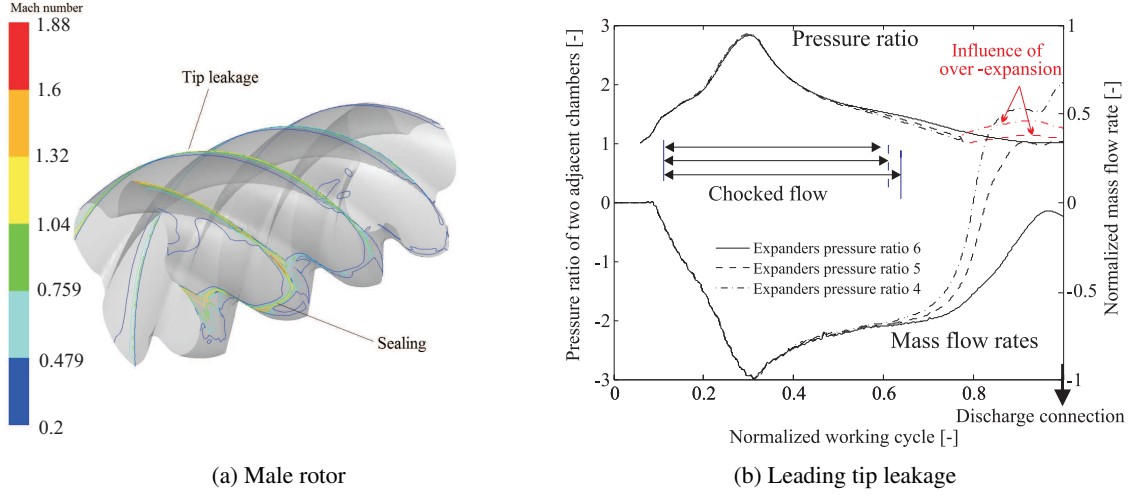 Mach number
1.88
1.6
1.32
1.04
0.759
0.479
0.2
Tip leakage
Sealing
(a) Male rotor
Pressure ratio of two adjacent chambers [-]
3
2
1
0
-1
-2
-3
Pressure ratio
Influence of
over -expansion
Chocked flow
Expanders pressure ratio 6
Expanders pressure ratio 5
Expanders pressure ratio 4
Mass flow rates
1
0.5
0
-0.5
-1
Normalized mass flow rate [-]
0
0.2
0.4
0.6
0.8
Discharge connection
Normalized working cycle [-]
(b) Leading tip leakage